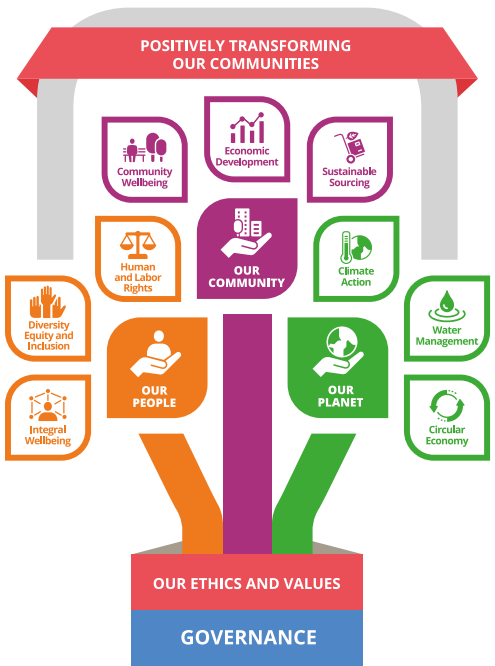 POSITIVELY TRANSFORMING
OUR COMMUNITIES
Economic
Development
Community
Wellbeing
Sustainable
Sourcing
OUR
COMMUNITY
Human
and Labor
Rights
Climate
Action
Diversity
Equity and
Inclusion
Water
Management
OUR
PEOPLE
OUR
PLANET
Integral
Wellbeing
Circular
Economy
OUR ETHICS AND VALUES
GOVERNANCE